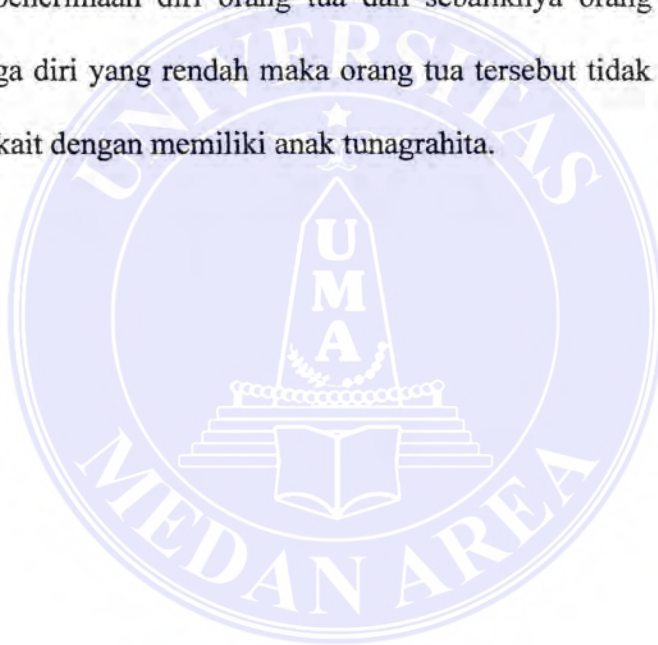 penerimaan diri orang tua dan sebaliknya orang
ga diri yang rendah maka orang tua tersebut tidak
kait dengan memiliki anak tunagrahita.
UNIVERSITAS
U
M
A
MEDAN AREA